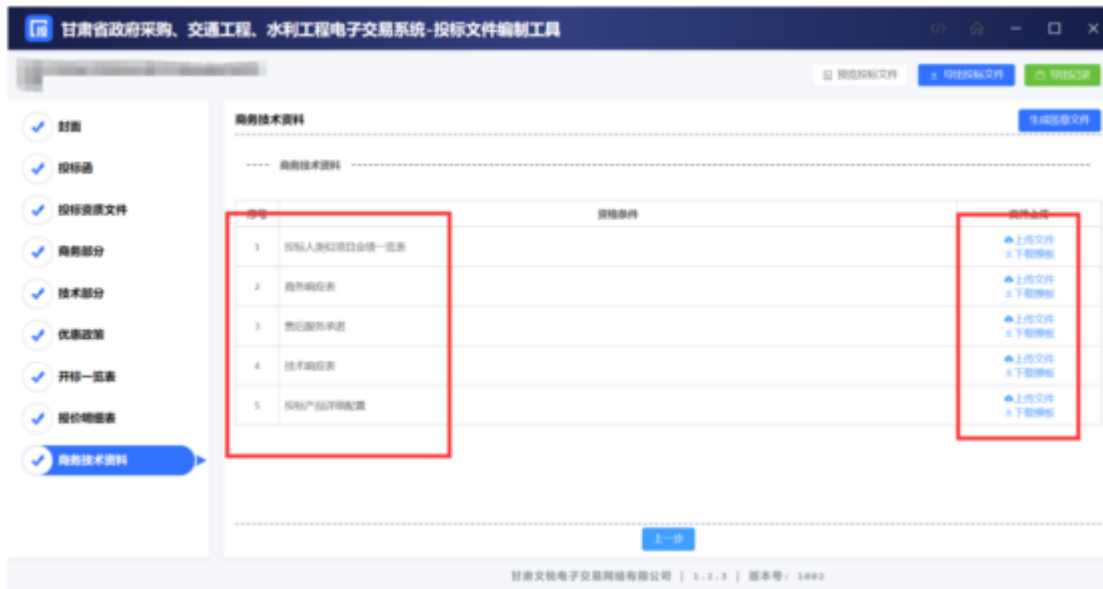 甘肃省政府采购、交通工程、水利工程电子交易系统-投标文件编制工具
预览投标文件 导出投标文件 导出记录
封面
投标函
投标资质文件
商务部分
技术部分
优惠政策
开标一览表
报价明细表
商务技术资料
商务技术资料 生成签章文件
商务技术资料
序号 资格条件 文件上传
1 投标人类似项目业绩一览表 上传文件 下载模板
2 商务响应表 上传文件 下载模板
3 售后服务承诺 上传文件 下载模板
4 技术响应表 上传文件 下载模板
5 投标产品详细配置 上传文件 下载模板
上一步
甘肃文锐电子交易网络有限公司 | 1.2.3 | 版本号: 1002